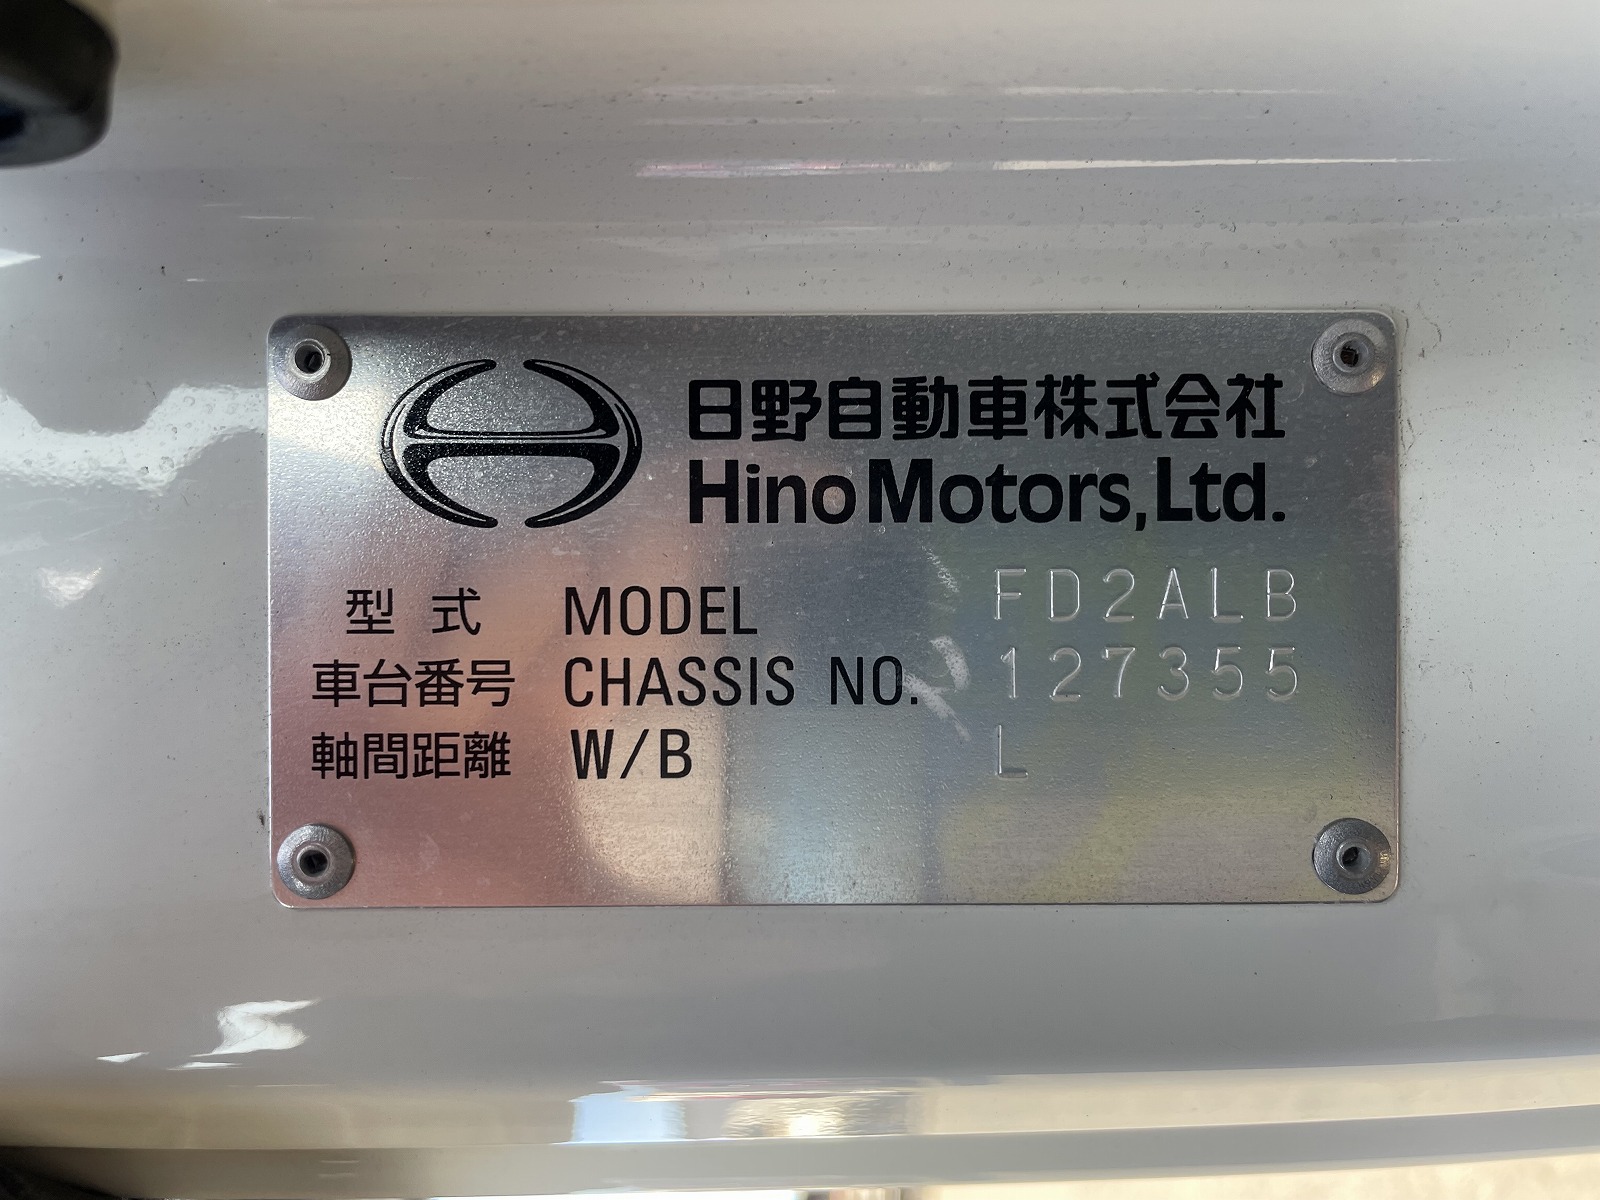 日野自動車株式会社
Hino Motors, Ltd.
型式 MODEL FD2ALB
車台番号 CHASSIS NO. 127355
軸間距離 W/B L